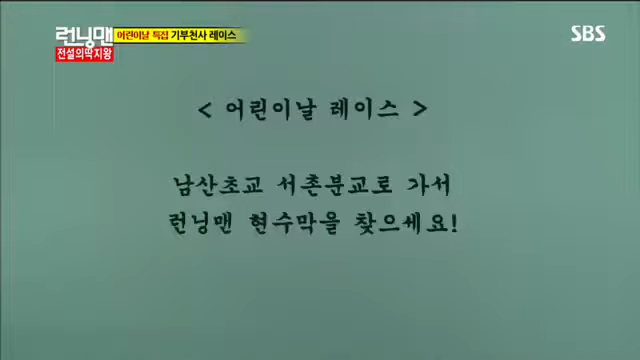 런닝맨 어린이날 특집 기부천사 레이스
전설의딱지왕
SBS
< 어린이날 레이스 >
남산초교 서촌분교로 가서
런닝맨 현수막을 찾으세요!